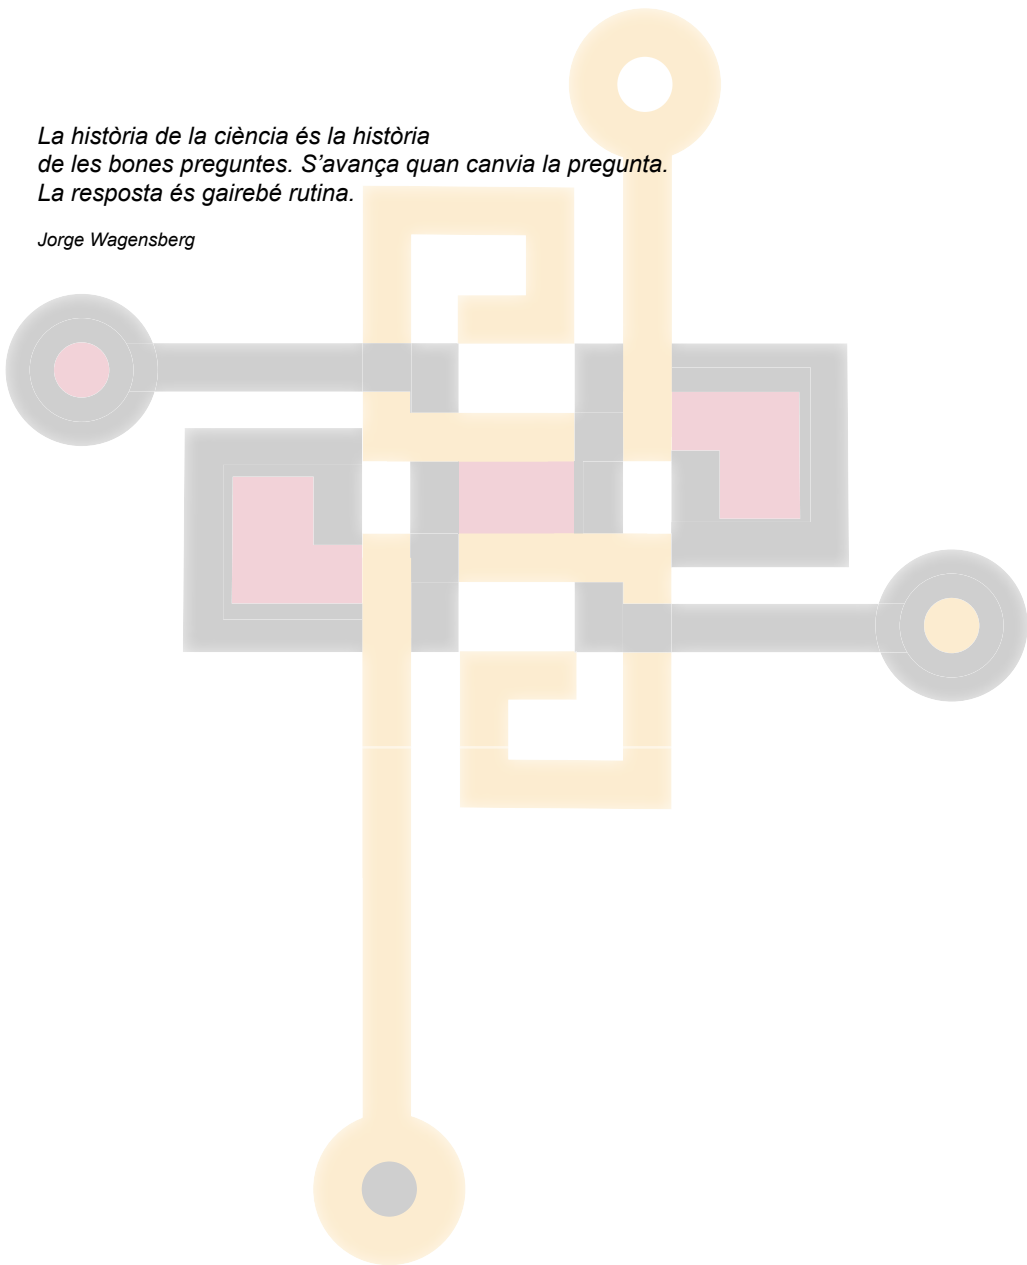 La història de la ciència és la història
de les bones preguntes. S’avança quan canvia la pregunta.
La resposta és gairebé rutina.
Jorge Wagensberg